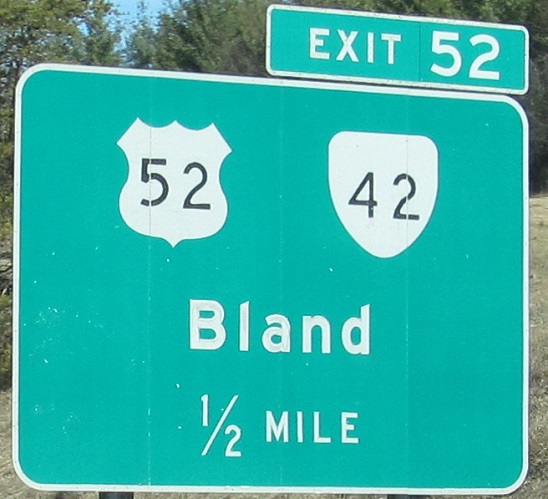 EXIT 52
52 42
Bland
1/2 MILE